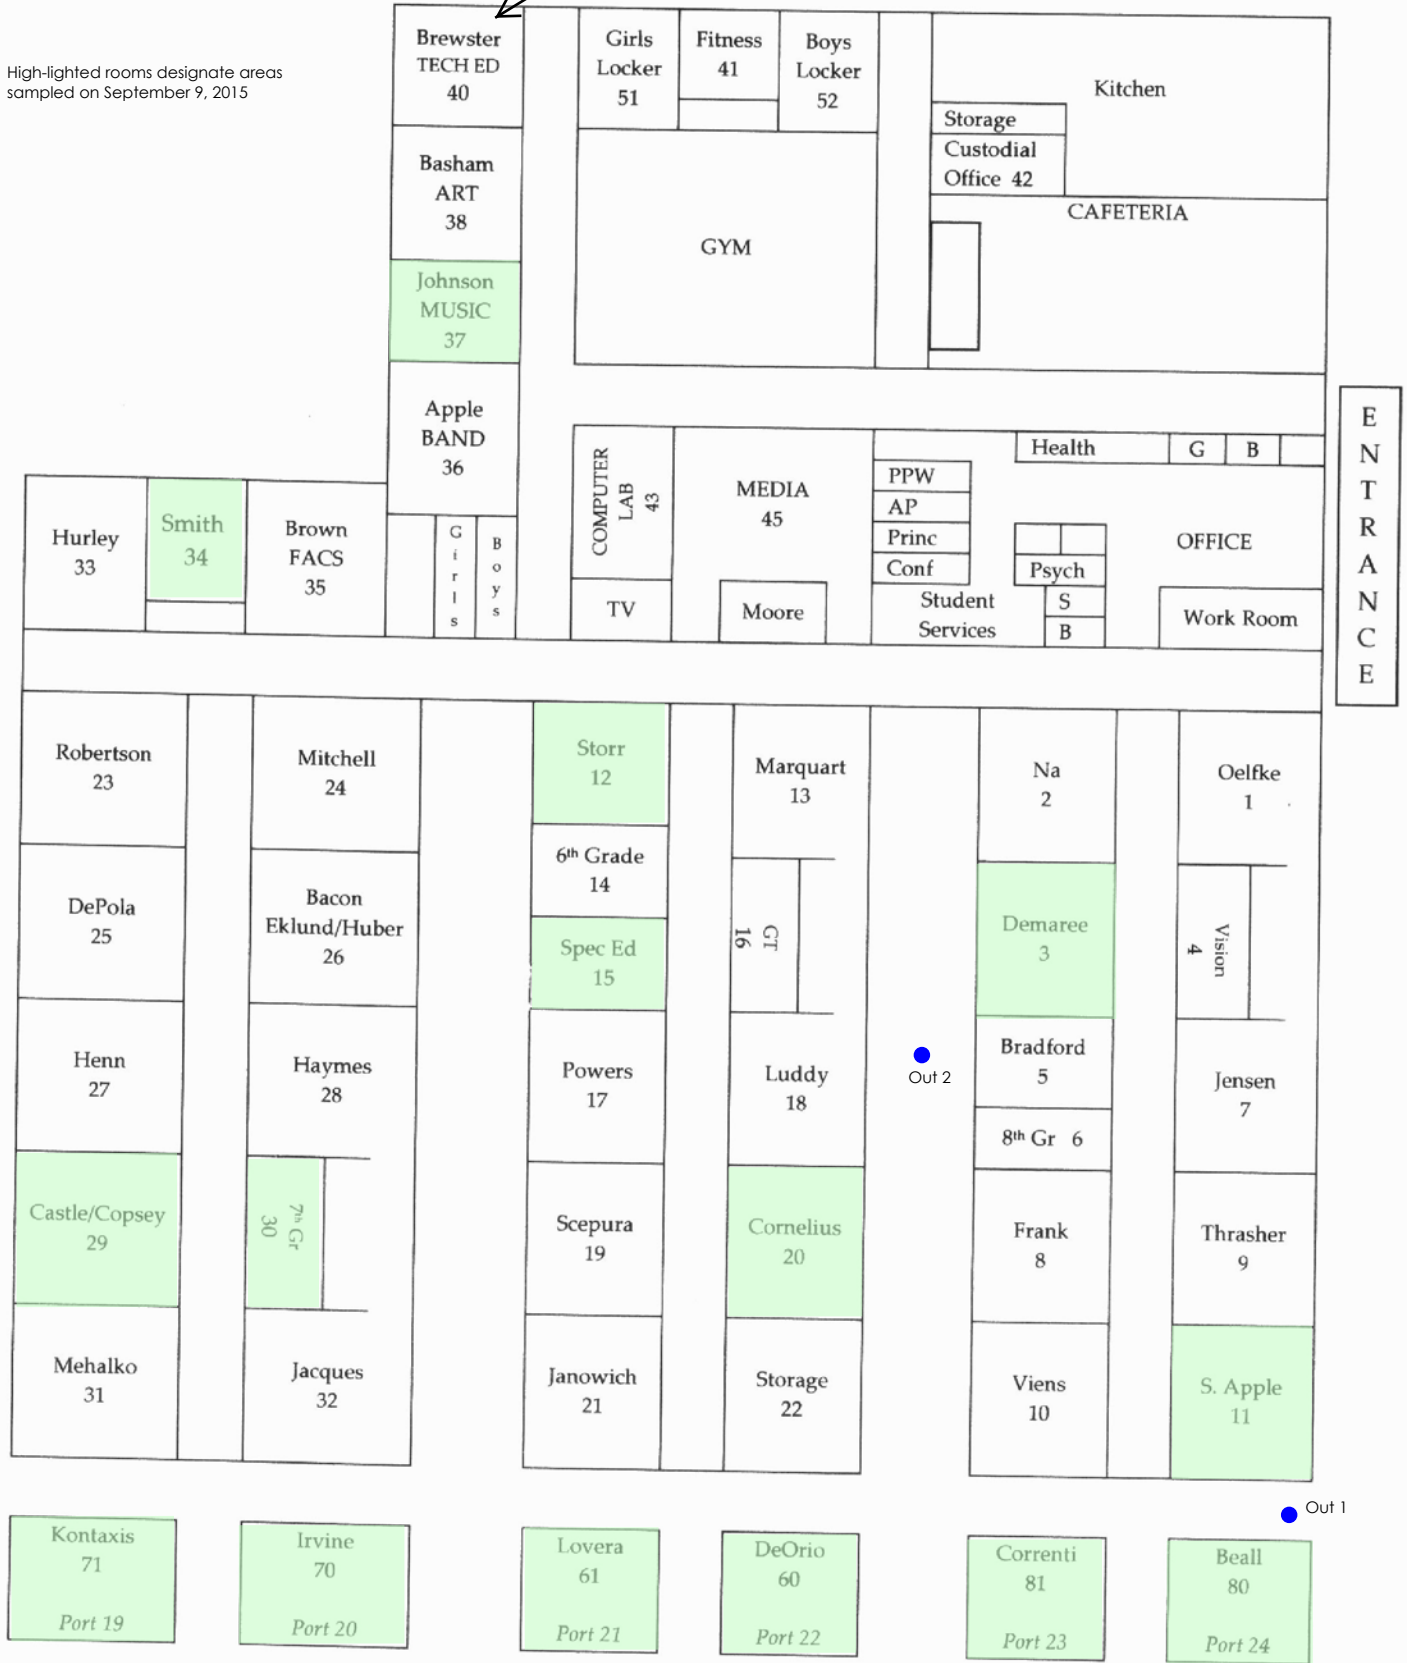 High-lighted rooms designate areas
sampled on September 9, 2015
Brewster
TECH ED
40
Girls
Locker
51
Fitness
41
Boys
Locker
52
Kitchen
Storage
Custodial
Office 42
Basham
ART
38
GYM
CAFETERIA
Johnson
MUSIC
37
Apple
BAND
36
COMPUTER
LAB
43
MEDIA
45
PPW
AP
Princ
Conf
Student
Services
Health
G
B
Psych
S
B
OFFICE
Work Room
ENTRANCE
Hurley
33
Smith
34
Brown
FACS
35
Girls
Boys
TV
Moore
Robertson
23
Mitchell
24
Storr
12
Marquart
13
Na
2
Oelfke
1
6th Grade
14
DePola
25
Bacon
Eklund/Huber
26
Spec Ed
15
GT
16
Demaree
3
Vision
4
Henn
27
Haymes
28
Powers
17
Luddy
18
Out 2
Bradford
5
Jensen
7
8th Gr 6
Castle/Copsey
29
7th Gr
30
Scepura
19
Cornelius
20
Frank
8
Thrasher
9
Mehalko
31
Jacques
32
Janowich
21
Storage
22
Viens
10
S. Apple
11
Out 1
Kontaxis
71
Port 19
Irvine
70
Port 20
Lovera
61
Port 21
DeOrio
60
Port 22
Correnti
81
Port 23
Beall
80
Port 24